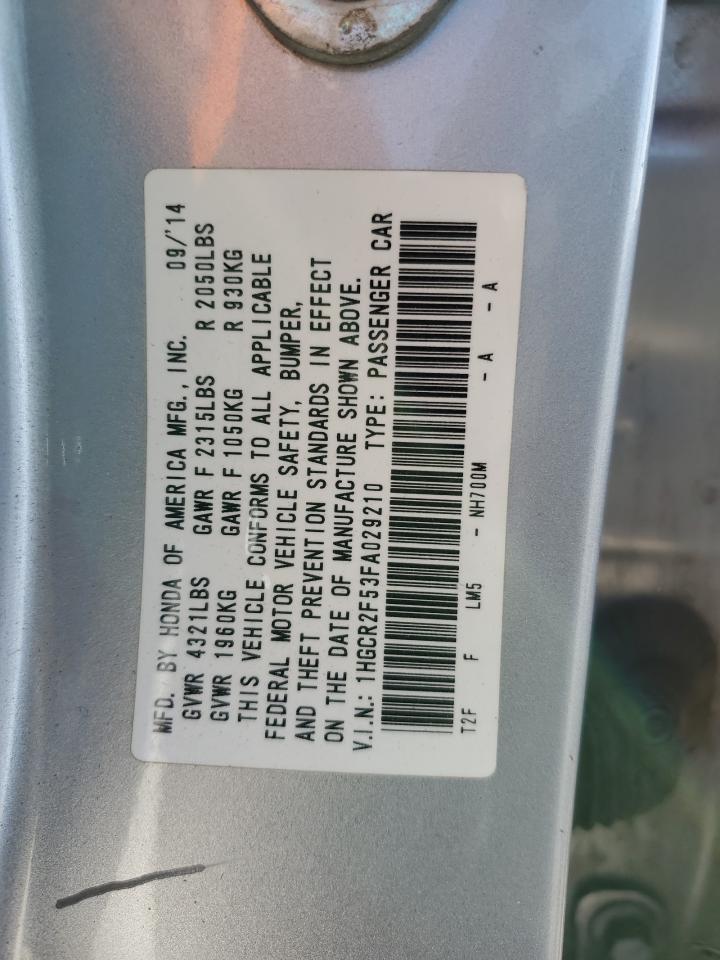 MFD. BY HONDA OF AMERICA MFG., INC. 09/'14
GVWR 4321LBS GAWR F 2315LBS R 2050LBS
GVWR 1960KG GAWR F 1050KG R 930KG
THIS VEHICLE CONFORMS TO ALL APPLICABLE
FEDERAL MOTOR VEHICLE SAFETY, BUMPER,
AND THEFT PREVENTION STANDARDS IN EFFECT
ON THE DATE OF MANUFACTURE SHOWN ABOVE.
V.I.N.: 1HGCR2F53FA029210 TYPE: PASSENGER CAR
T2F F LM5 - NH700M - A - A